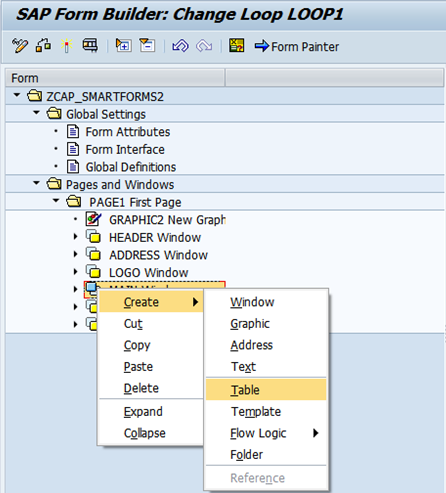 SAP Form Builder: Change Loop LOOP1
Form Painter
Form
ZCAP_SMARTFORMS2
Global Settings
Form Attributes
Form Interface
Global Definitions
Pages and Windows
PAGE1 First Page
GRAPHIC2 New Graph
HEADER Window
ADDRESS Window
LOGO Window
MAIN Window
Create
Cut
Copy
Paste
Delete
Expand
Collapse
Window
Graphic
Address
Text
Table
Template
Flow Logic
Folder
Reference